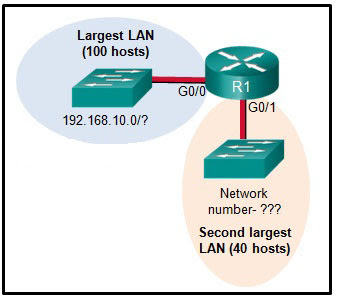 Largest LAN
(100 hosts)
R1
G0/0
G0/1
192.168.10.0/?
Network
number- ???
Second largest
LAN (40 hosts)